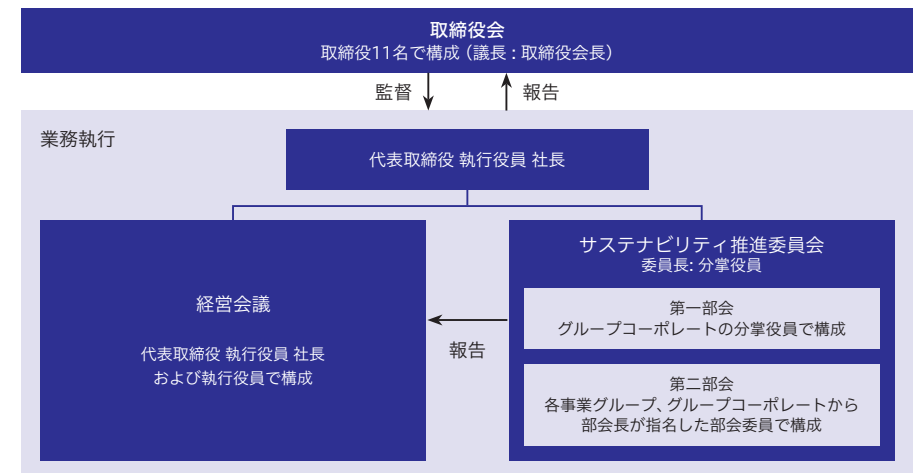 取締役会
取締役11名で構成（議長：取締役会長）
監督
報告
業務執行
代表取締役 執行役員 社長
経営会議
代表取締役 執行役員 社長
および執行役員で構成
報告
サステナビリティ推進委員会
委員長: 分掌役員
第一部会
グループコーポレートの分掌役員で構成
第二部会
各事業グループ、グループコーポレートから
部会長が指名した部会委員で構成